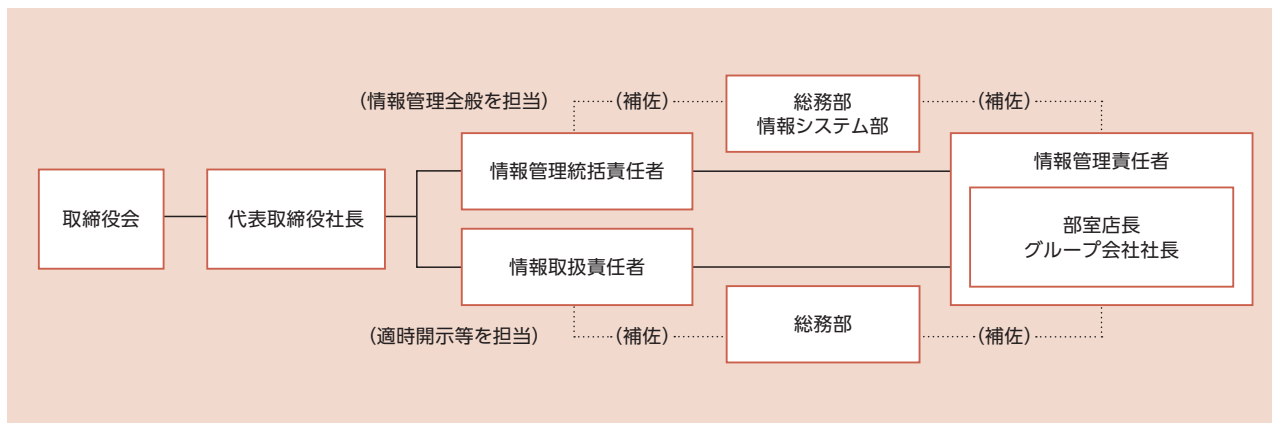 (情報管理全般を担当)
(補佐)
総務部
情報システム部
(補佐)
取締役会
代表取締役社長
情報管理統括責任者
情報取扱責任者
情報管理責任者
部室店長
グループ会社社長
(適時開示等を担当)
(補佐)
総務部
(補佐)